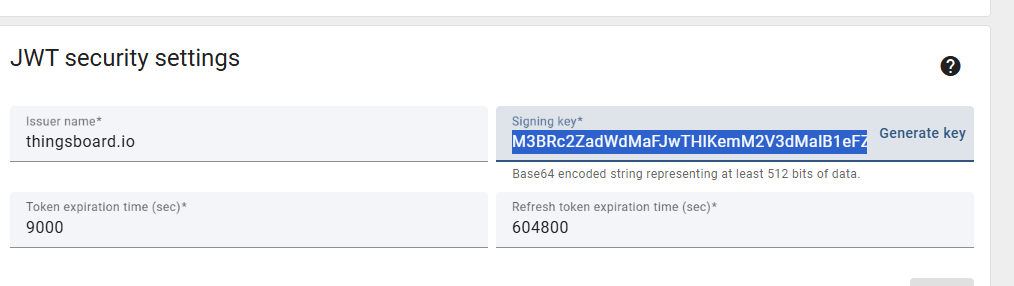 JWT security settings
Issuer name*
thingsboard.io
Signing key*
M3BRc2ZadWdMaFJwTHlKemM2V3dMalB1eFZ
Generate key
Base64 encoded string representing at least 512 bits of data.
Token expiration time (sec)*
9000
Refresh token expiration time (sec)*
604800